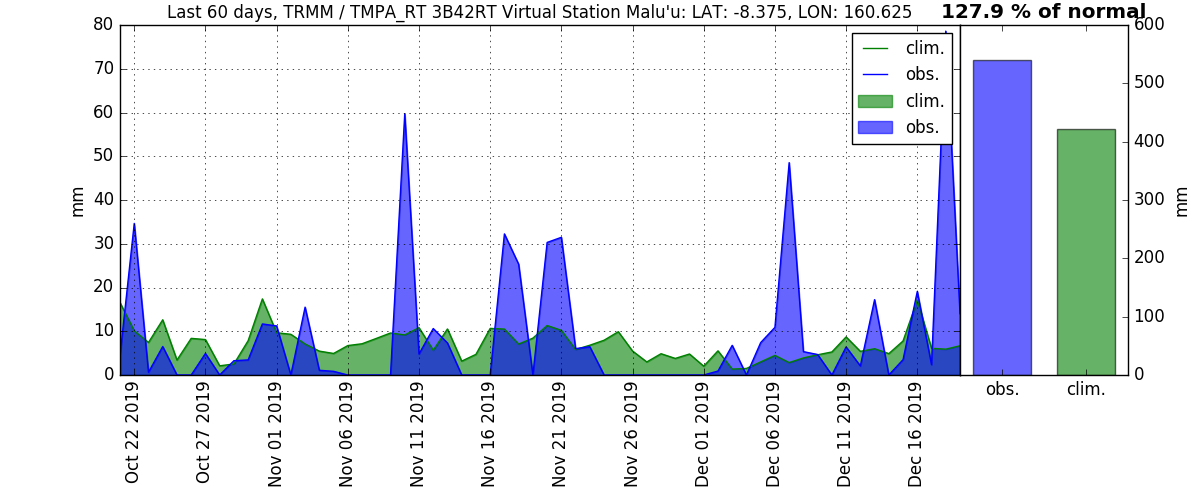 Last 60 days, TRMM / TMPA_RT 3B42RT Virtual Station Malu'u: LAT: -8.375, LON: 160.625
127.9 % of normal
80
70
60
50
40
30
20
10
0
mm
clim.
obs.
clim.
obs.
600
500
400
300
200
100
0
mm
obs.
clim.
Oct 22 2019
Oct 27 2019
Nov 01 2019
Nov 06 2019
Nov 11 2019
Nov 16 2019
Nov 21 2019
Nov 26 2019
Dec 01 2019
Dec 06 2019
Dec 11 2019
Dec 16 2019